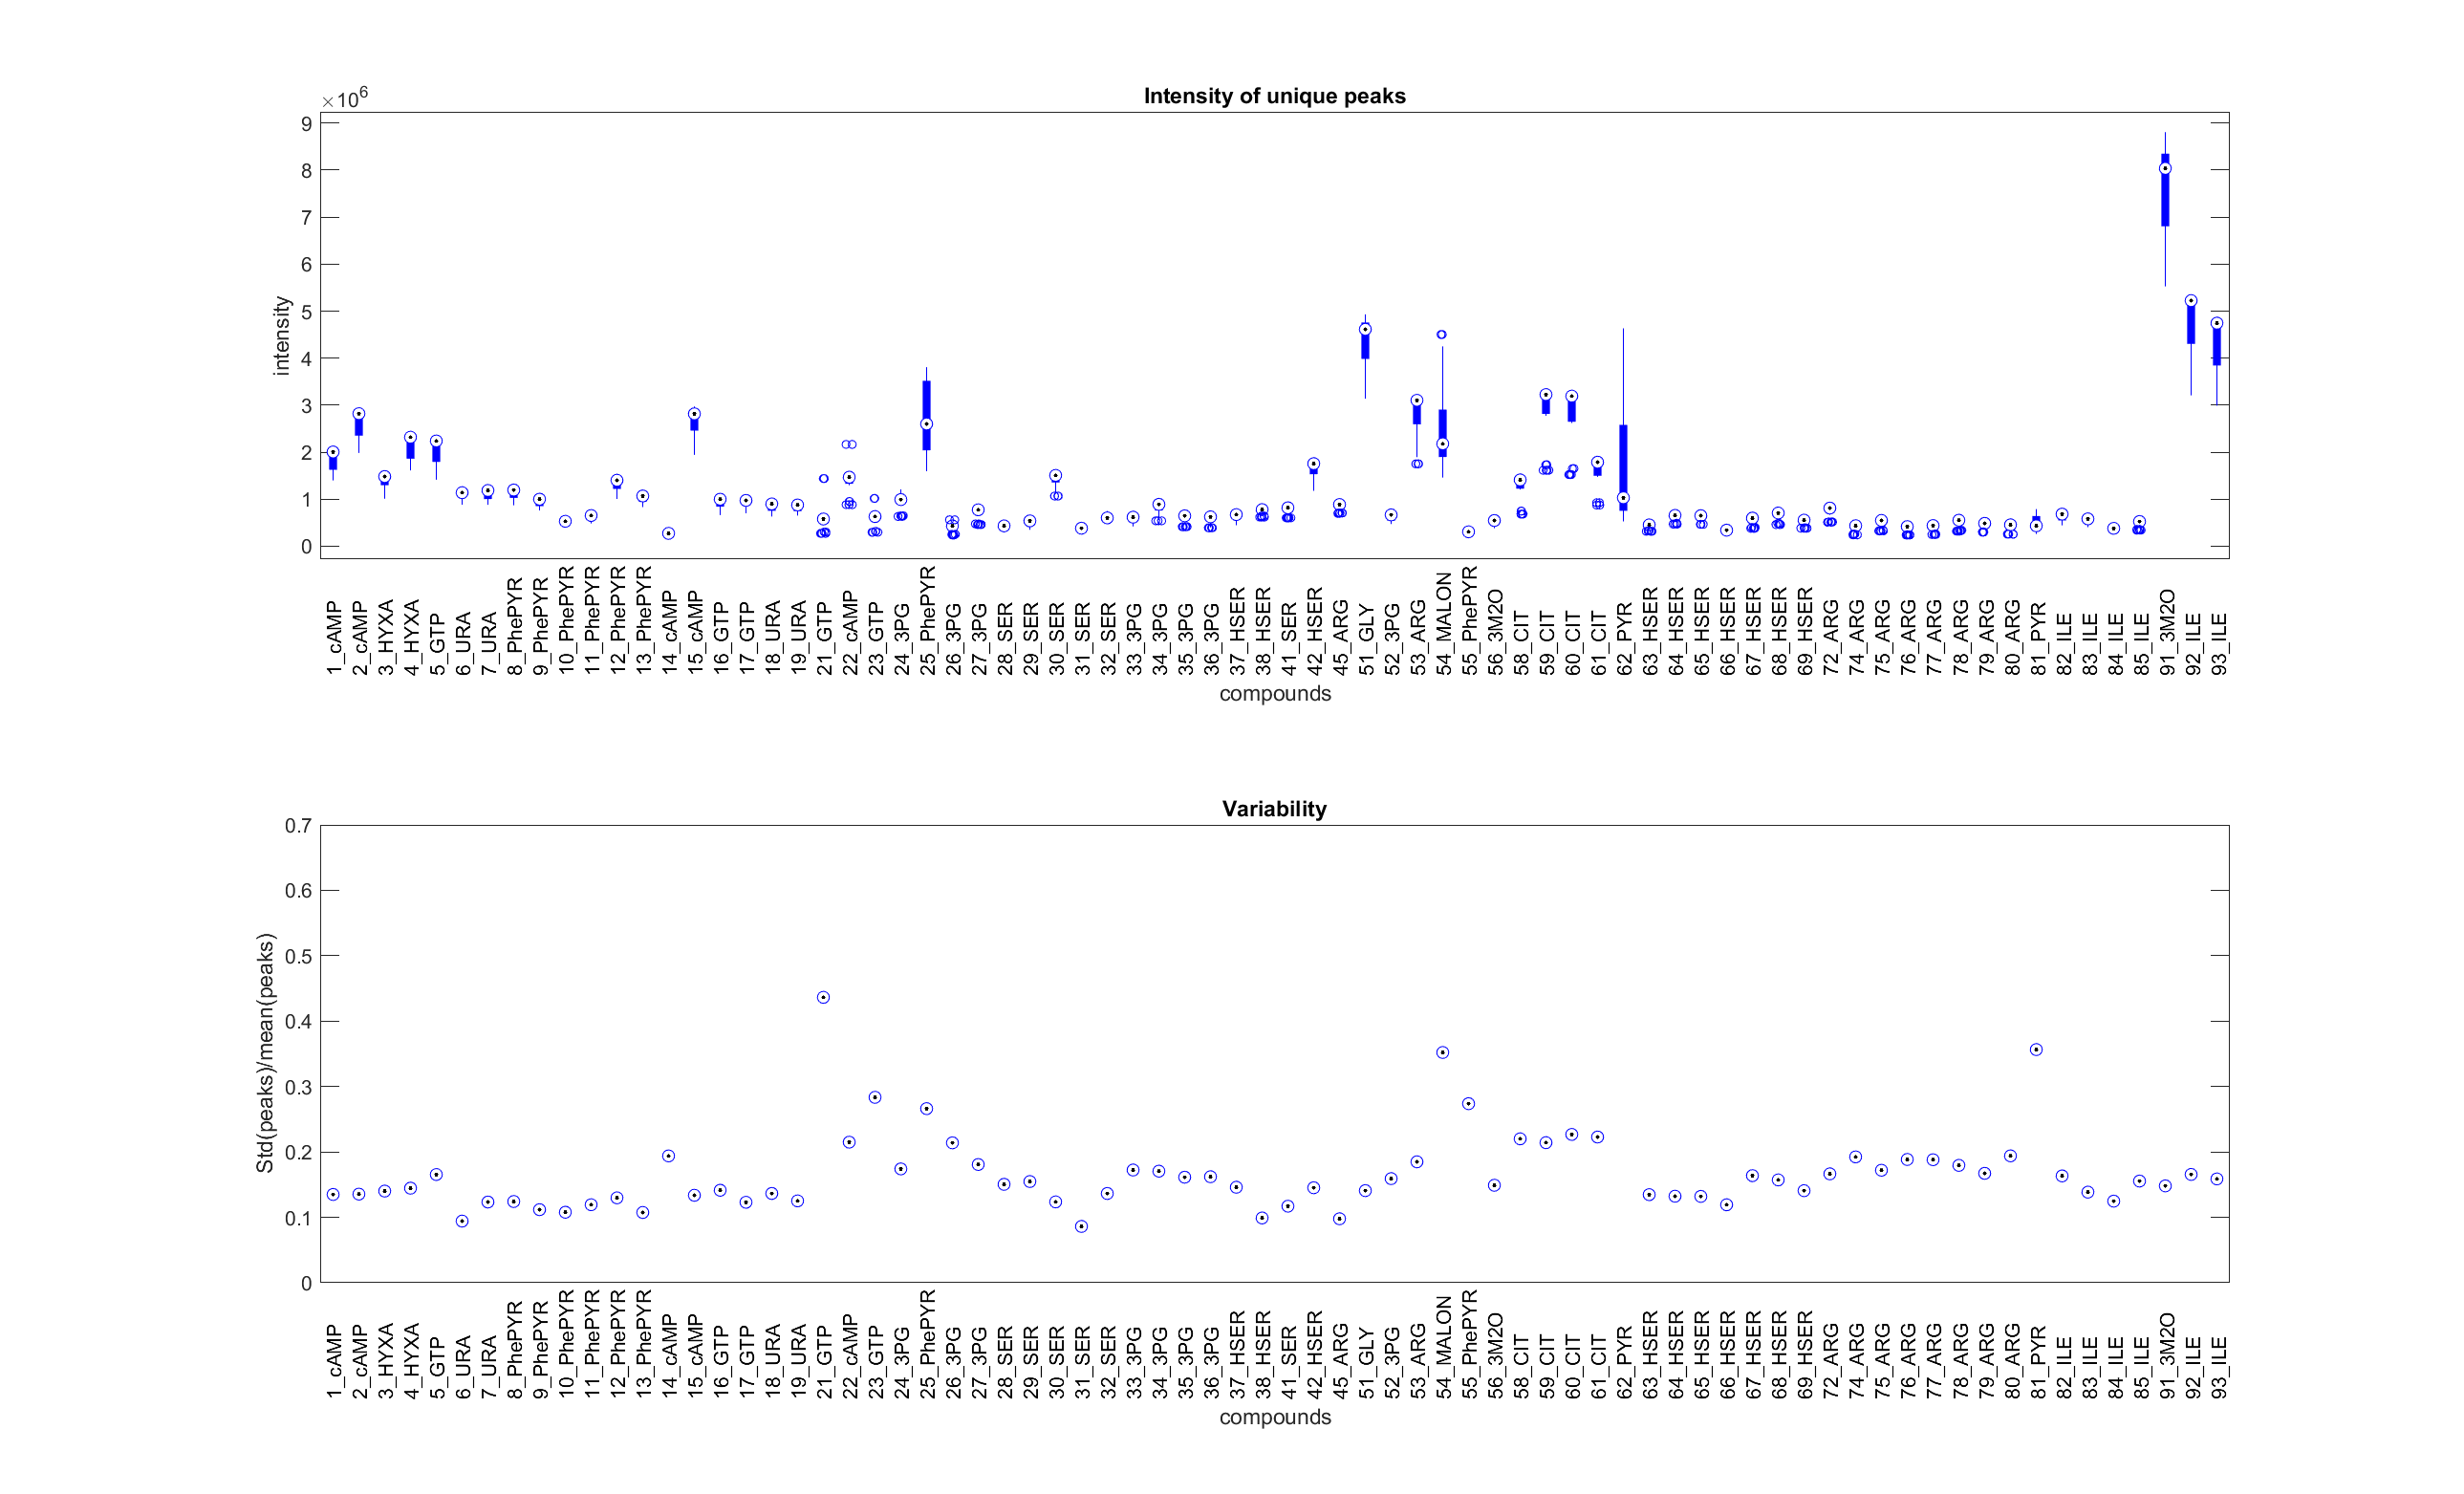 Intensity of unique peaks
×10^6
9
8
7
6
5
4
3
2
1
0
intensity
1_cAMP
2_cAMP
3_HYXA
4_HYXA
5_GTP
6_URA
7_URA
8_PhePYR
9_PhePYR
10_PhePYR
11_PhePYR
12_PhePYR
13_PhePYR
14_cAMP
15_cAMP
16_GTP
17_GTP
18_URA
19_URA
21_GTP
22_cAMP
23_GTP
24_3PG
25_PhePYR
26_3PG
27_3PG
28_SER
29_SER
30_SER
31_SER
32_SER
33_3PG
34_3PG
35_3PG
36_3PG
37_HSER
38_HSER
41_SER
42_HSER
45_ARG
51_GLY
52_3PG
53_ARG
54_MALON
55_PhePYR
56_3M2O
58_CIT
59_CIT
60_CIT
61_CIT
62_PYR
63_HSER
64_HSER
65_HSER
66_HSER
67_HSER
68_HSER
69_HSER
72_ARG
74_ARG
75_ARG
76_ARG
77_ARG
78_ARG
79_ARG
80_ARG
81_PYR
82_ILE
83_ILE
84_ILE
85_ILE
91_3M2O
92_ILE
93_ILE
compounds
Variability
0.7
0.6
0.5
0.4
0.3
0.2
0.1
0
Std(peaks)/mean(peaks)
1_cAMP
2_cAMP
3_HYXA
4_HYXA
5_GTP
6_URA
7_URA
8_PhePYR
9_PhePYR
10_PhePYR
11_PhePYR
12_PhePYR
13_PhePYR
14_cAMP
15_cAMP
16_GTP
17_GTP
18_URA
19_URA
21_GTP
22_cAMP
23_GTP
24_3PG
25_PhePYR
26_3PG
27_3PG
28_SER
29_SER
30_SER
31_SER
32_SER
33_3PG
34_3PG
35_3PG
36_3PG
37_HSER
38_HSER
41_SER
42_HSER
45_ARG
51_GLY
52_3PG
53_ARG
54_MALON
55_PhePYR
56_3M2O
58_CIT
59_CIT
60_CIT
61_CIT
62_PYR
63_HSER
64_HSER
65_HSER
66_HSER
67_HSER
68_HSER
69_HSER
72_ARG
74_ARG
75_ARG
76_ARG
77_ARG
78_ARG
79_ARG
80_ARG
81_PYR
82_ILE
83_ILE
84_ILE
85_ILE
91_3M2O
92_ILE
93_ILE
compounds